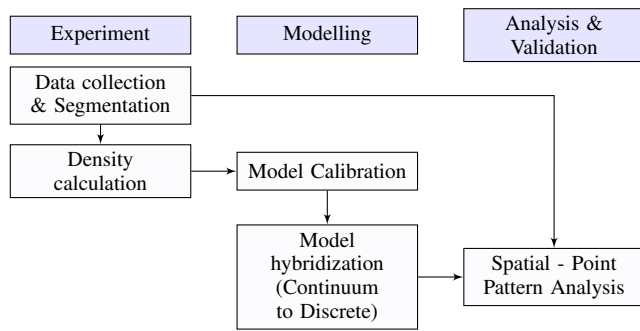 Experiment
Modelling
Analysis &
Validation
Data collection
& Segmentation
Density
calculation
Model Calibration
Model
hybridization
(Continuum
to Discrete)
Spatial - Point
Pattern Analysis